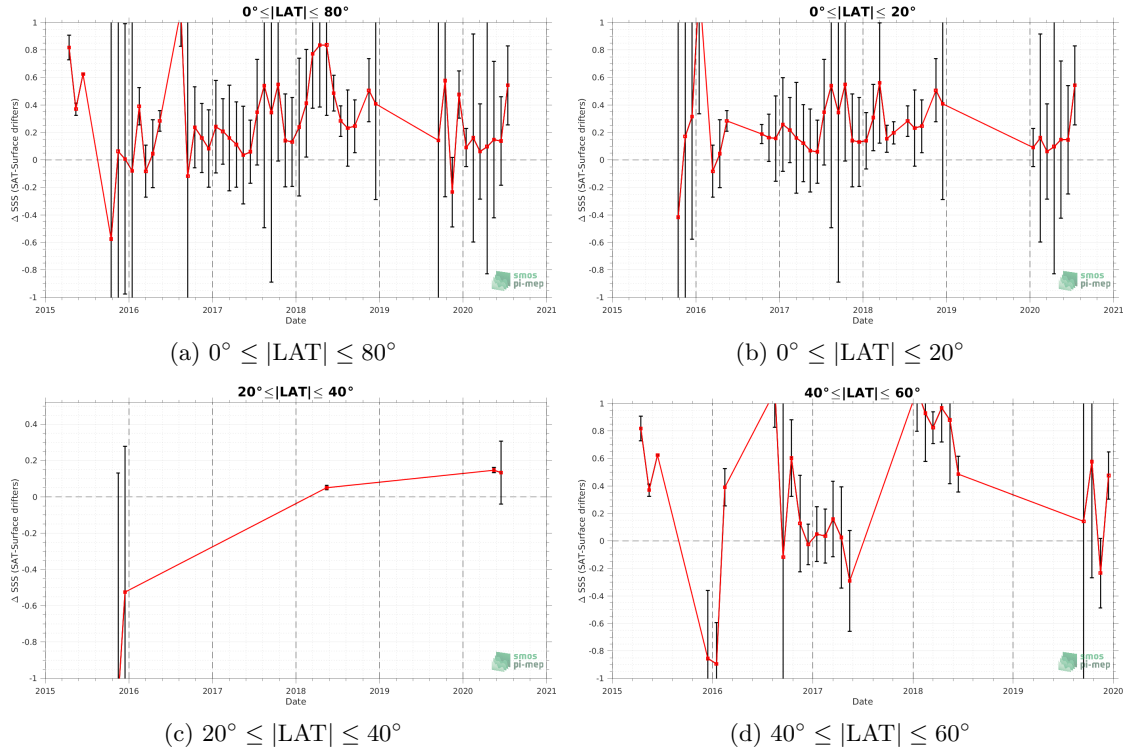 0°≤|LAT|≤ 80°
Δ SSS (SAT-Surface drifters)
1
0.8
0.6
0.4
0.2
0
-0.2
-0.4
-0.6
-0.8
-1
2015 2016 2017 2018 2019 2020 2021
Date
smos
pi-mep
(a) 0° ≤ |LAT| ≤ 80°
0°≤|LAT|≤ 20°
Δ SSS (SAT-Surface drifters)
1
0.8
0.6
0.4
0.2
0
-0.2
-0.4
-0.6
-0.8
-1
2015 2016 2017 2018 2019 2020 2021
Date
smos
pi-mep
(b) 0° ≤ |LAT| ≤ 20°
20°≤|LAT|≤ 40°
Δ SSS (SAT-Surface drifters)
0.4
0.2
0
-0.2
-0.4
-0.6
-0.8
-1
2015 2016 2017 2018 2019 2020 2021
Date
smos
pi-mep
(c) 20° ≤ |LAT| ≤ 40°
40°≤|LAT|≤ 60°
Δ SSS (SAT-Surface drifters)
1
0.8
0.6
0.4
0.2
0
-0.2
-0.4
-0.6
-0.8
-1
2015 2016 2017 2018 2019 2020
Date
smos
pi-mep
(d) 40° ≤ |LAT| ≤ 60°